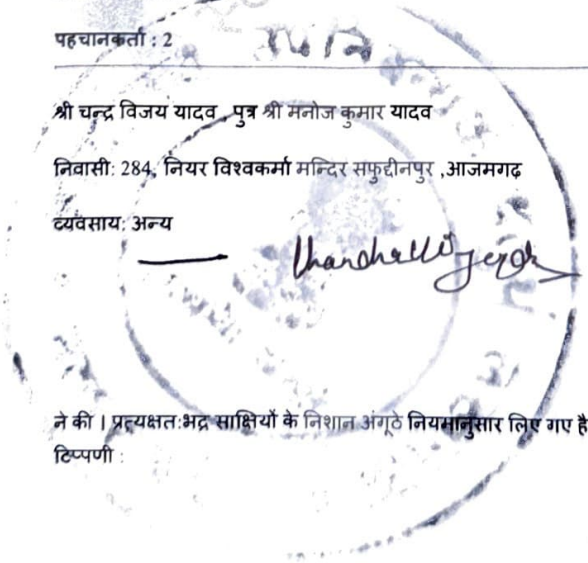 पहचानकर्ता : 2
श्री चन्द्र विजय यादव , पुत्र श्री मनोज कुमार यादव
निवासी: 284, नियर विश्वकर्मा मन्दिर सफुद्दीनपुर ,आजमगढ़
व्यवसाय: अन्य
ने की । प्रत्यक्षत:भद्र साक्षियों के निशान अंगूठे नियमानुसार लिए गए है
टिप्पणी :